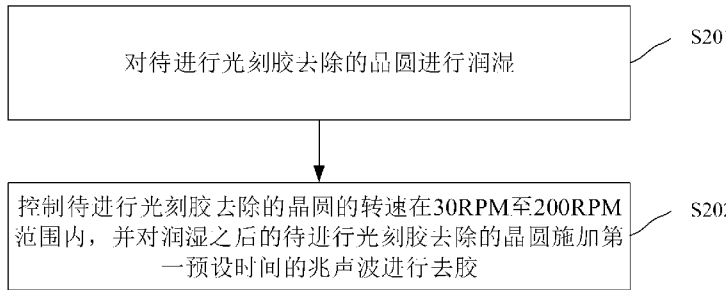 S201
对待进行光刻胶去除的晶圆进行润湿
S202
控制待进行光刻胶去除的晶圆的转速在30RPM至200RPM
范围内，并对润湿之后的待进行光刻胶去除的晶圆施加第
一预设时间的兆声波进行去胶